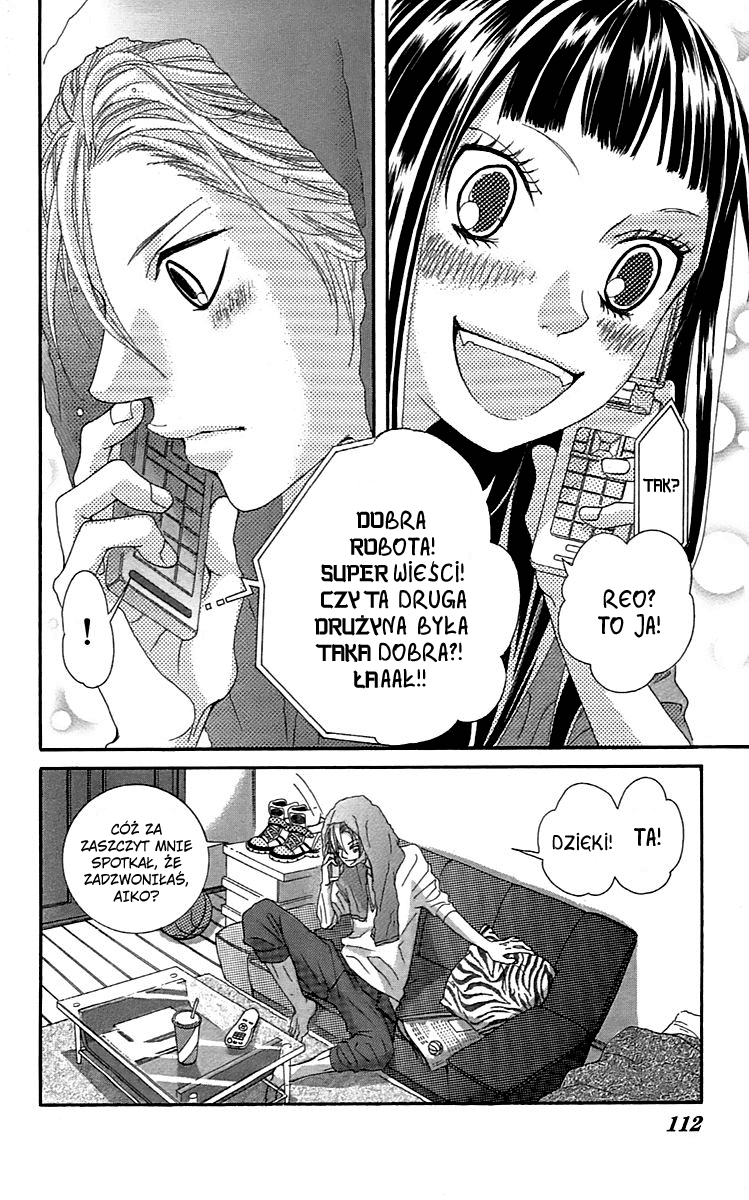 TAK?
REO?
TO JA!
!
DOBRA
ROBOTA!
SUPER WIEŚCI!
CZY TA DRUGA
DRUŻYNA BYŁA
TAKA DOBRA?!
ŁAAAŁ!!
CÓŻ ZA
ZASZCZYT MNIE
SPOTKAŁ, ŻE
ZADZWONIŁAŚ,
AIKO?
DZIĘKI! TA!
112